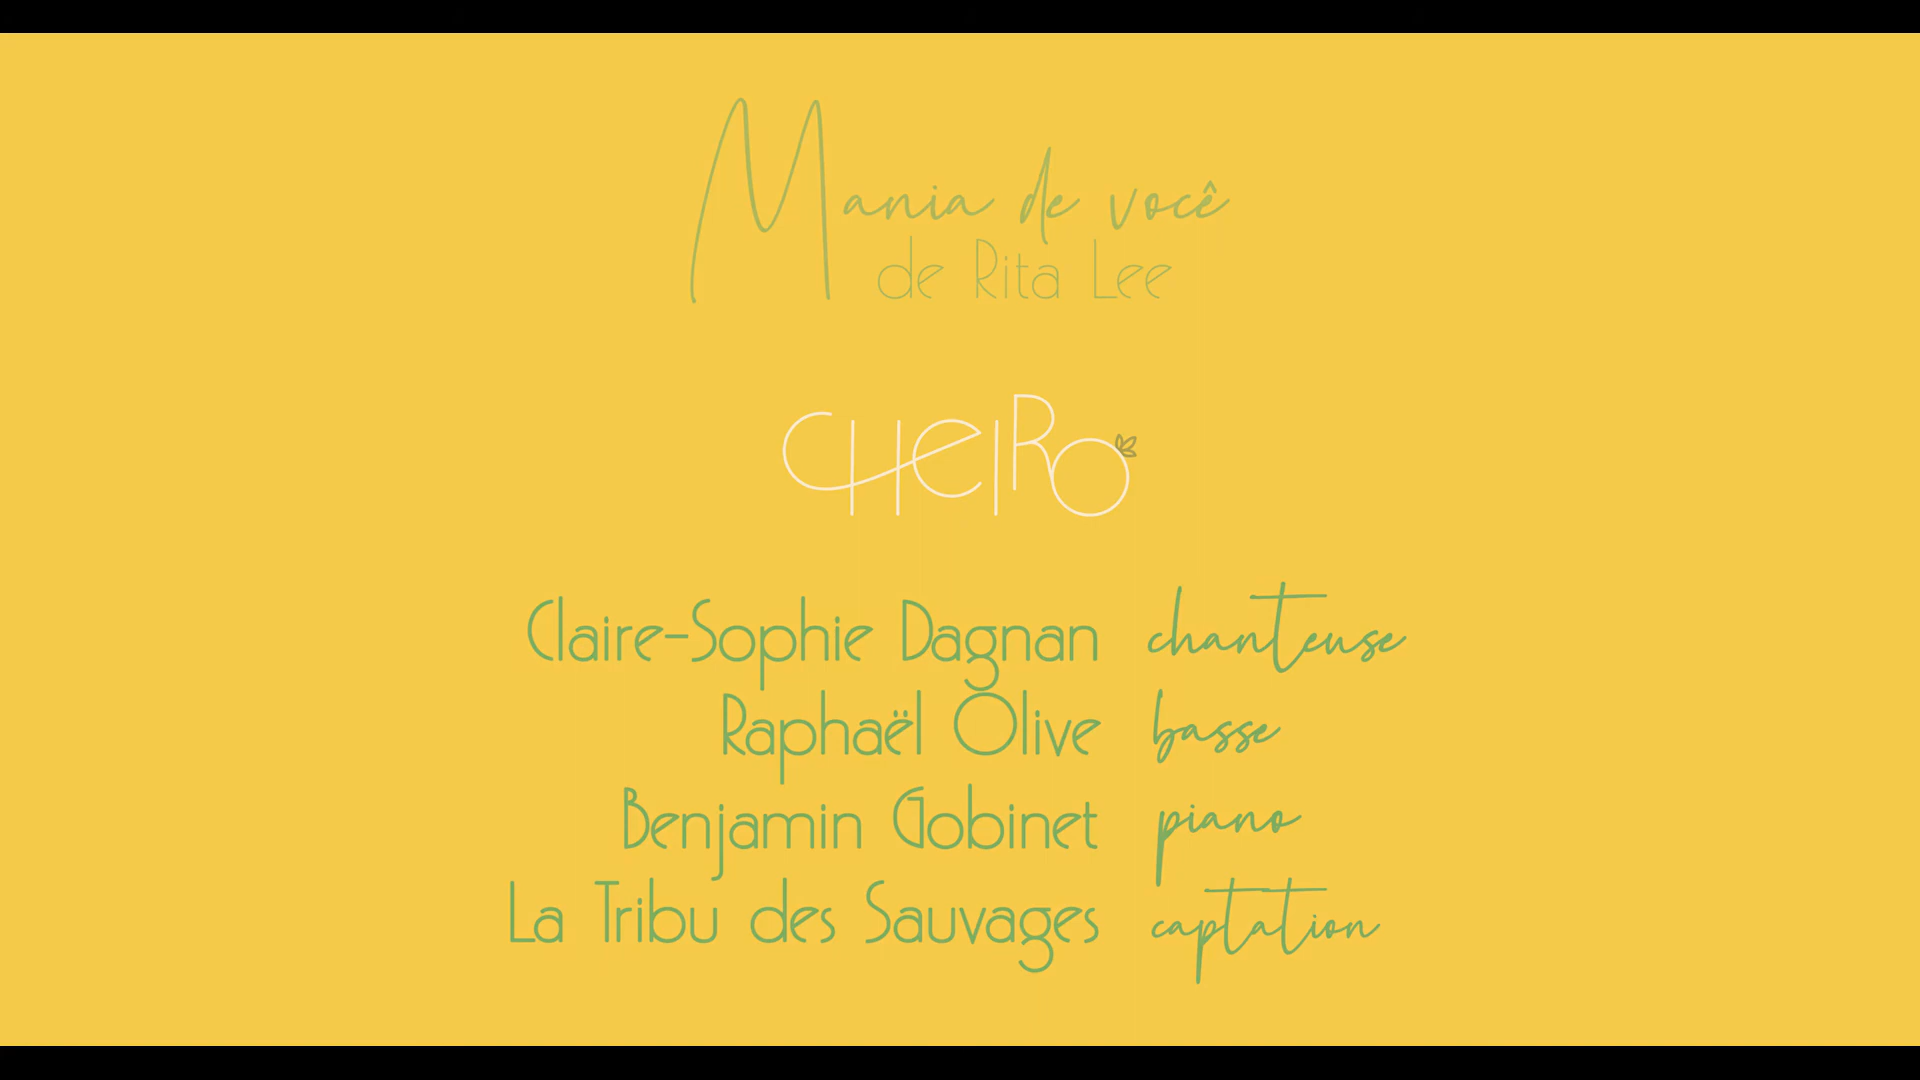 Mania de você
de Rita Lee
CHEIRO
Claire-Sophie Dagnan chanteuse
Raphaël Olive basse
Benjamin Gobinet piano
La Tribu des Sauvages captation